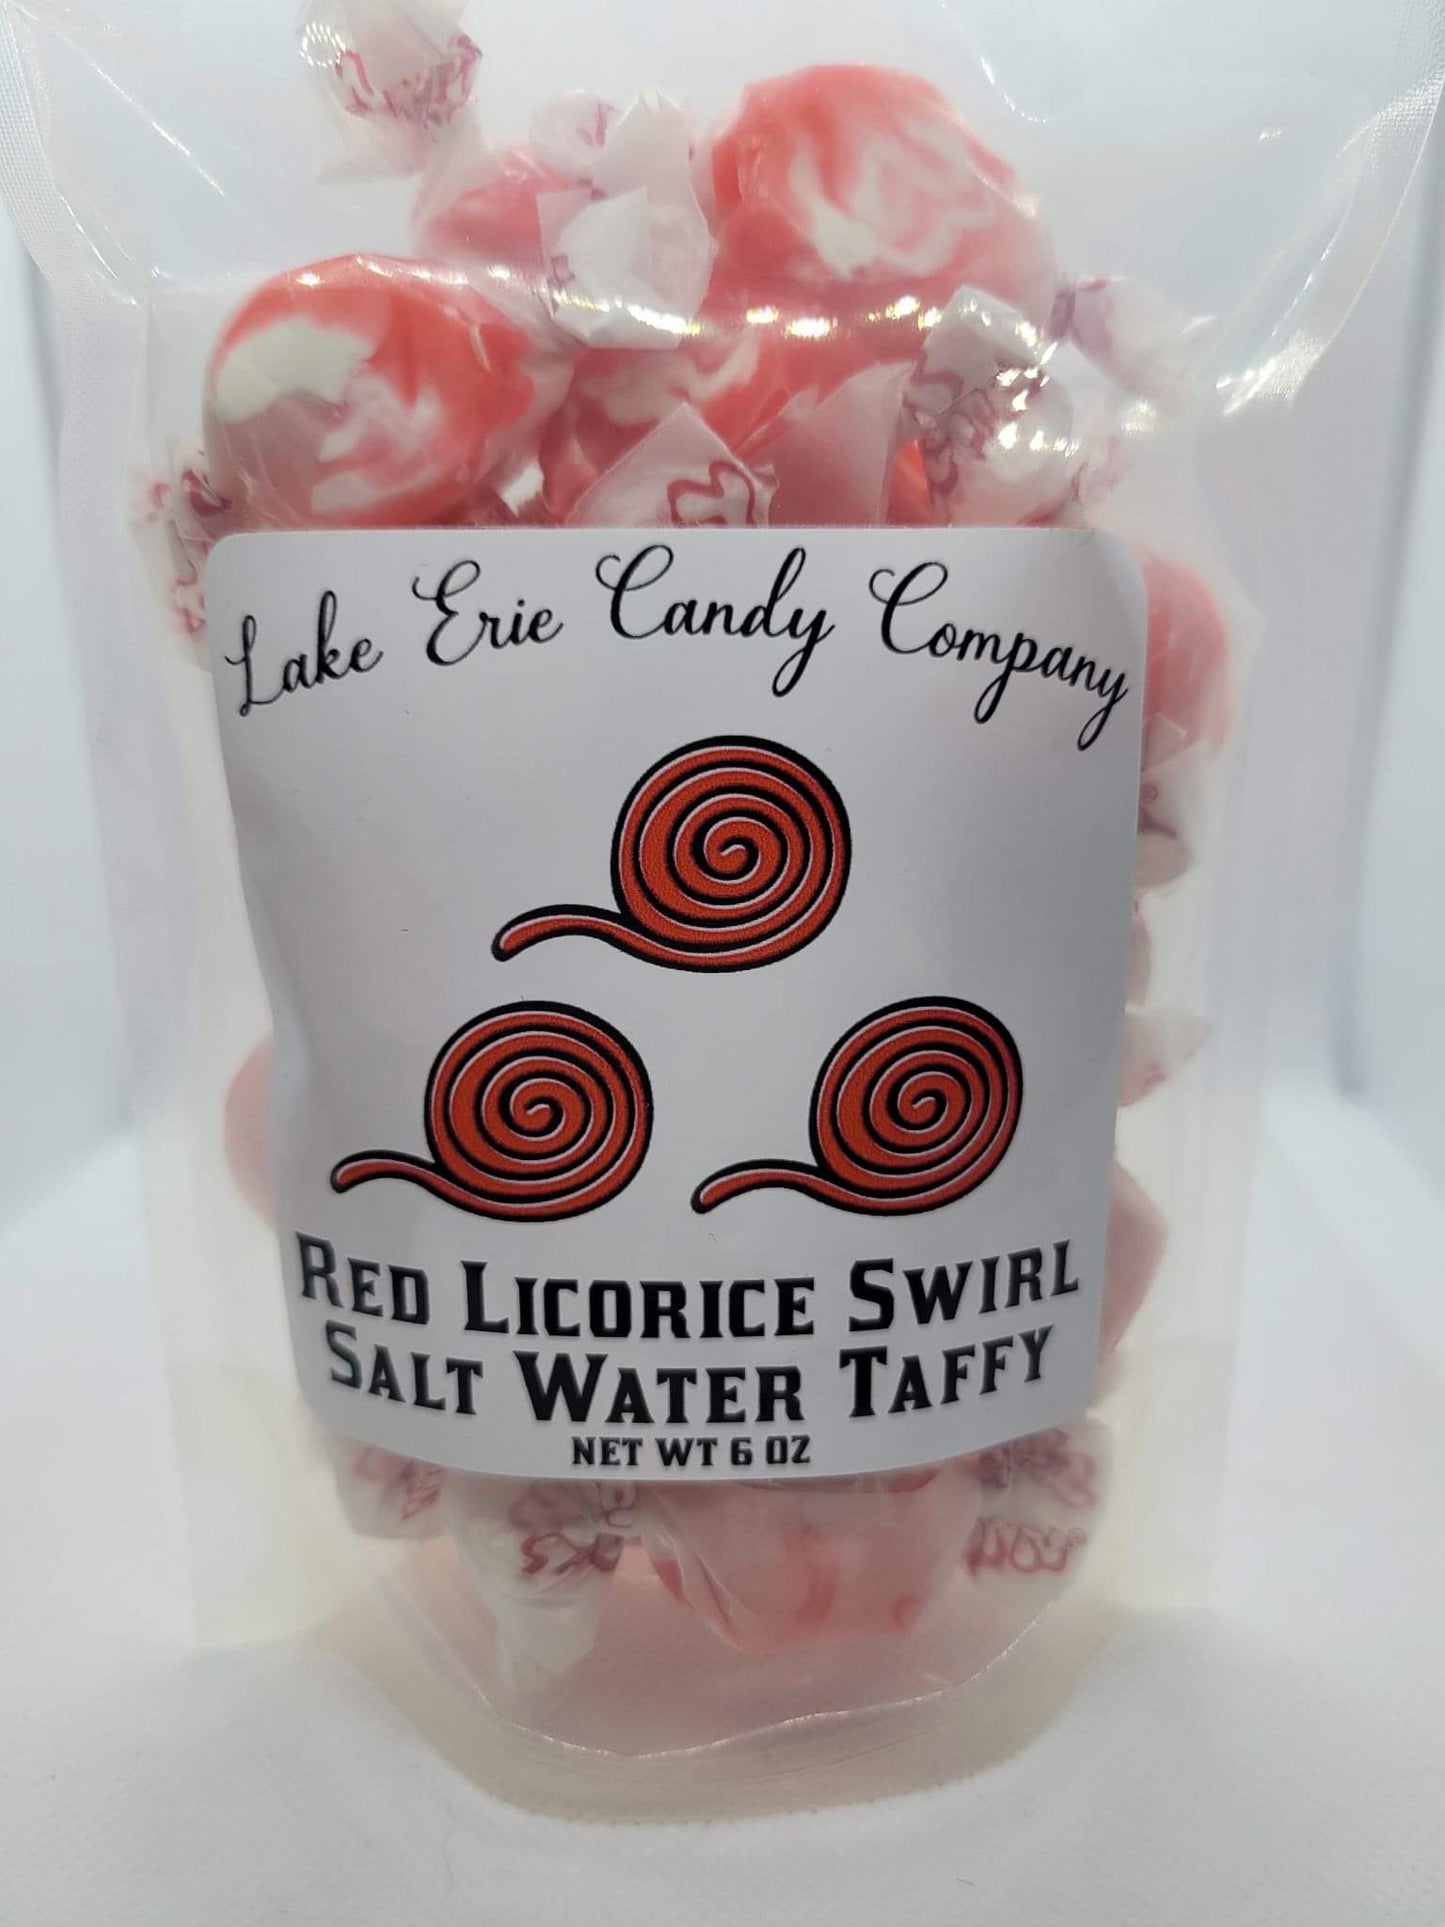 Lake Erie Candy Company
RED LICORICE SWIRL
SALT WATER TAFFY
NET WT 6 OZ